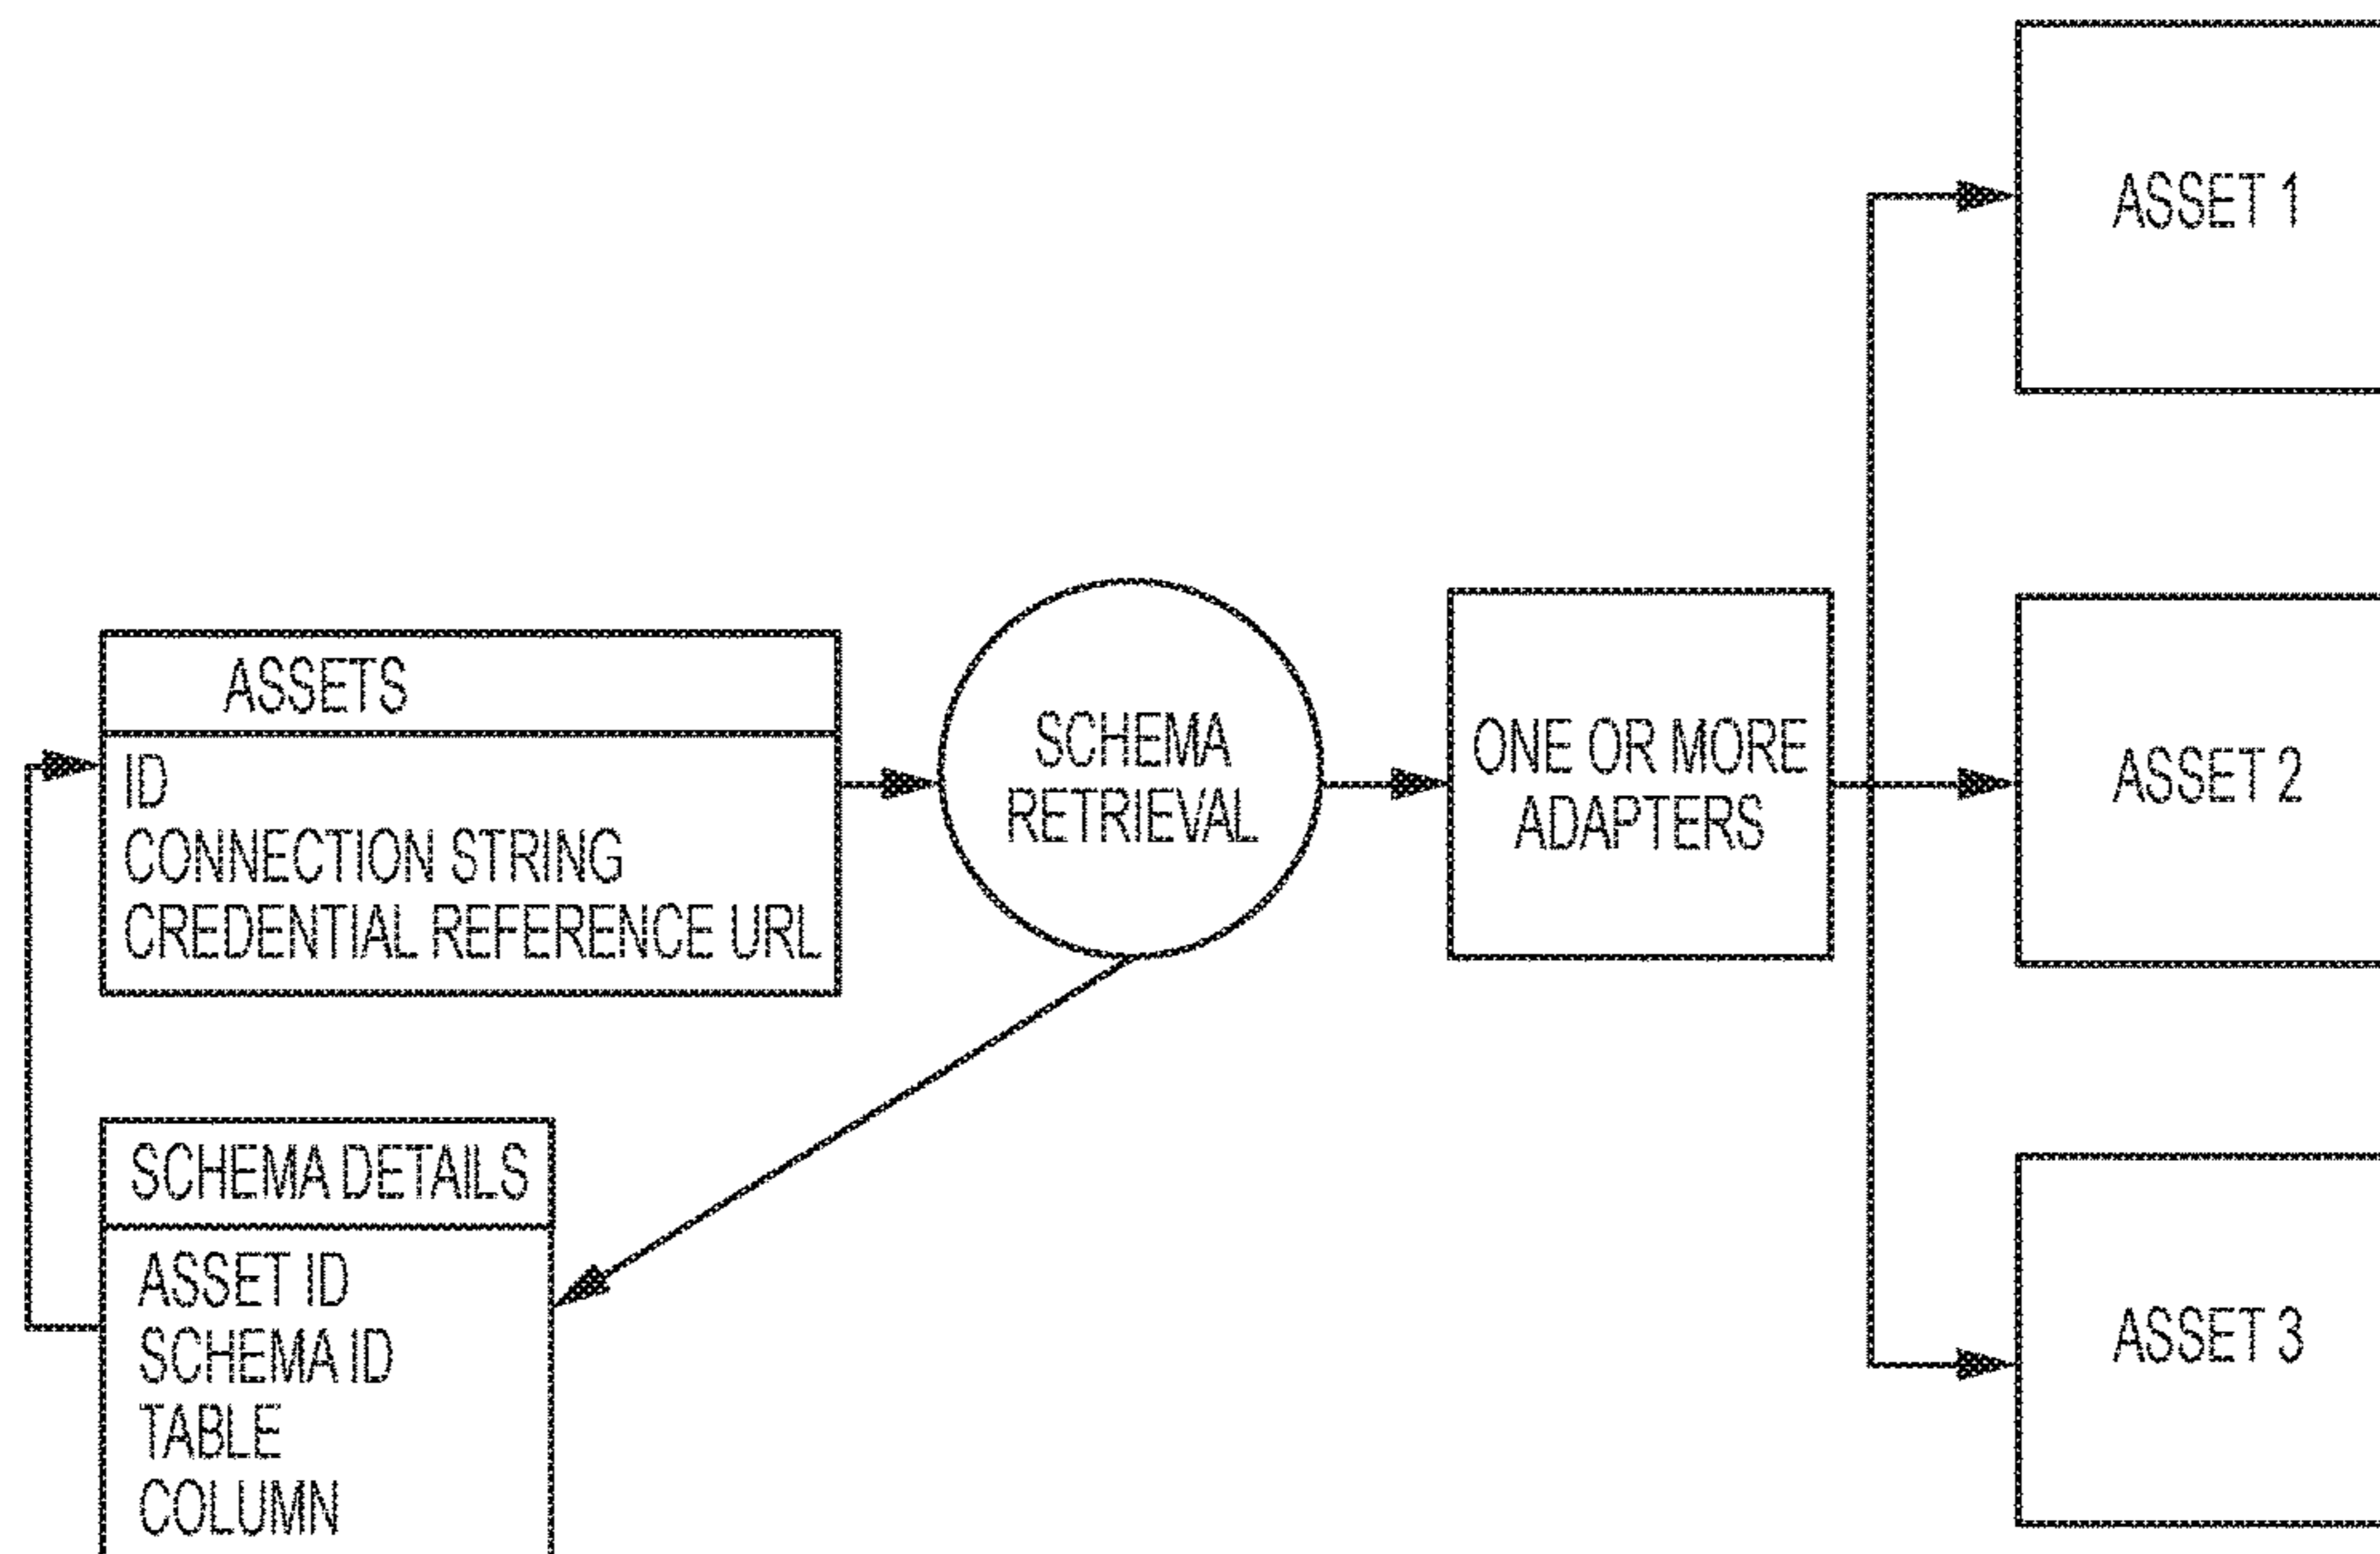 ASSET 1
ASSETS
ID
CONNECTION STRING
CREDENTIAL REFERENCE URL
SCHEMA
RETRIEVAL
ONE OR MORE
ADAPTERS
ASSET 2
SCHEMA DETAILS
ASSET ID
SCHEMA ID
TABLE
COLUMN
ASSET 3